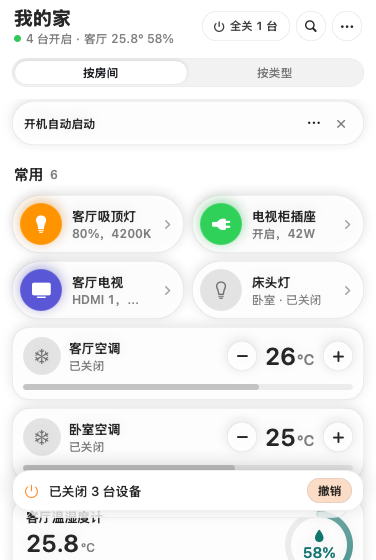 我的家
4 台开启 · 客厅 25.8° 58%
全关 1 台
按房间
按类型
开机自动启动
常用 6
客厅吸顶灯
80%，4200K
电视柜插座
开启，42W
客厅电视
HDMI 1，...
床头灯
卧室 · 已关闭
客厅空调
已关闭
26°C
卧室空调
已关闭
25°C
已关闭 3 台设备
撤销
客厅温湿度计
25.8°C
58%